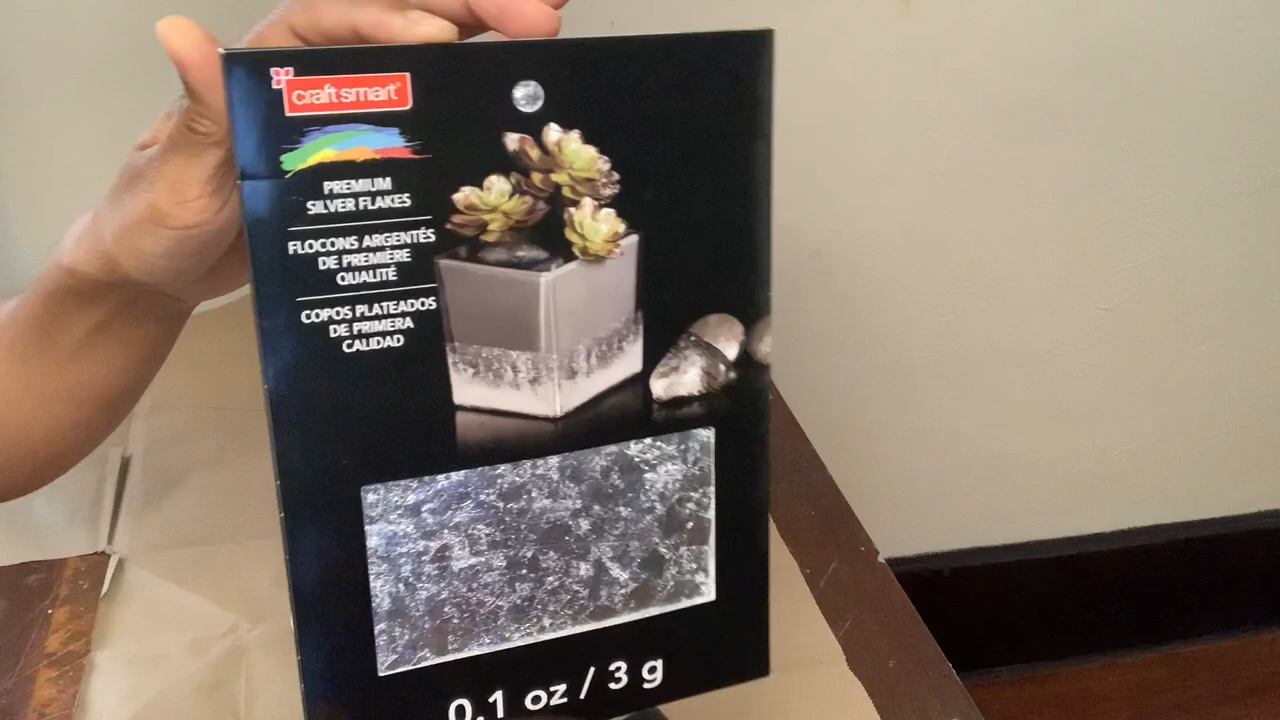 craft smart
PREMIUM
SILVER FLAKES
FLOCONS ARGENTÉS
DE PREMIÈRE
QUALITÉ
COPOS PLATEADOS
DE PRIMERA
CALIDAD
0.1 oz / 3 g